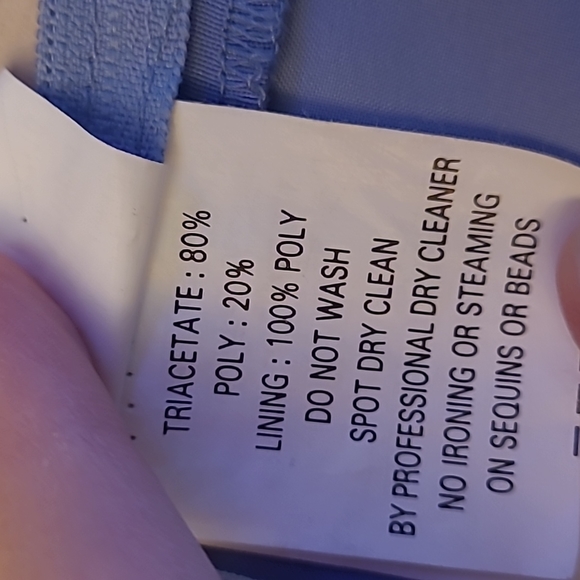 TRIACETATE : 80%
POLY : 20%
LINING : 100% POLY
DO NOT WASH
SPOT DRY CLEAN
BY PROFESSIONAL DRY CLEANER
NO IRONING OR STEAMING
ON SEQUINS OR BEADS